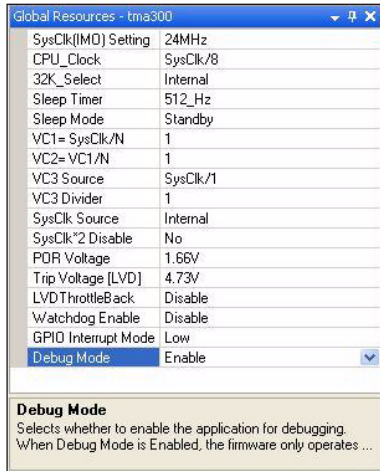 Global Resources - tma300
SysClk(IMO) Setting 24MHz
CPU_Clock SysClk/8
32K_Select Internal
Sleep Timer 512_Hz
Sleep Mode Standby
VC1= SysClk/N 1
VC2= VC1/N 1
VC3 Source SysClk/1
VC3 Divider 1
SysClk Source Internal
SysClk*2 Disable No
POR Voltage 1.66V
Trip Voltage [LVD] 4.73V
LVDThrottleBack Disable
Watchdog Enable Disable
GPIO Interrupt Mode Low
Debug Mode Enable
Debug Mode
Selects whether to enable the application for debugging.
When Debug Mode is Enabled, the firmware only operates ...